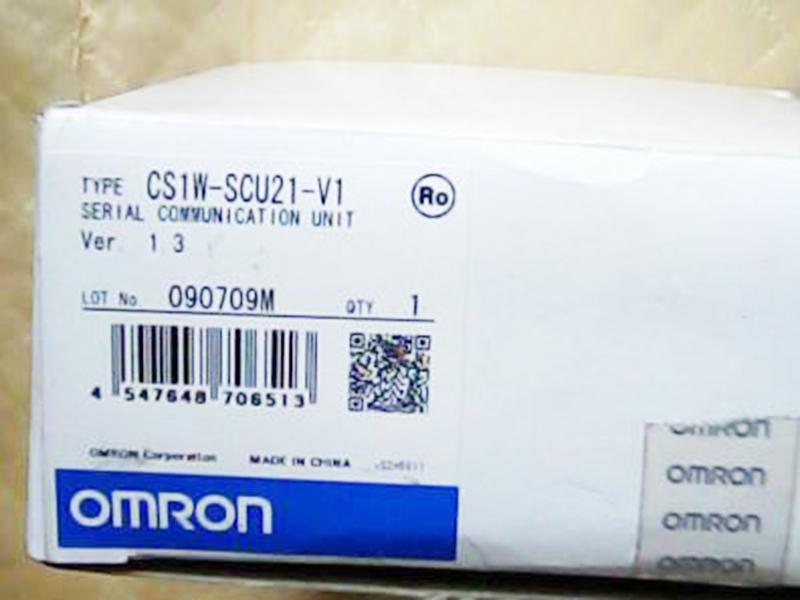 TYPE CS1W-SCU21-V1
Ro
SERIAL COMMUNICATION UNIT
Ver. 1.3
LOT No. 090709M QTY 1
4 547648 706513
OMRON Corporation MADE IN CHINA
OMRON
OMRON
OMRON
OMRON
OMRON